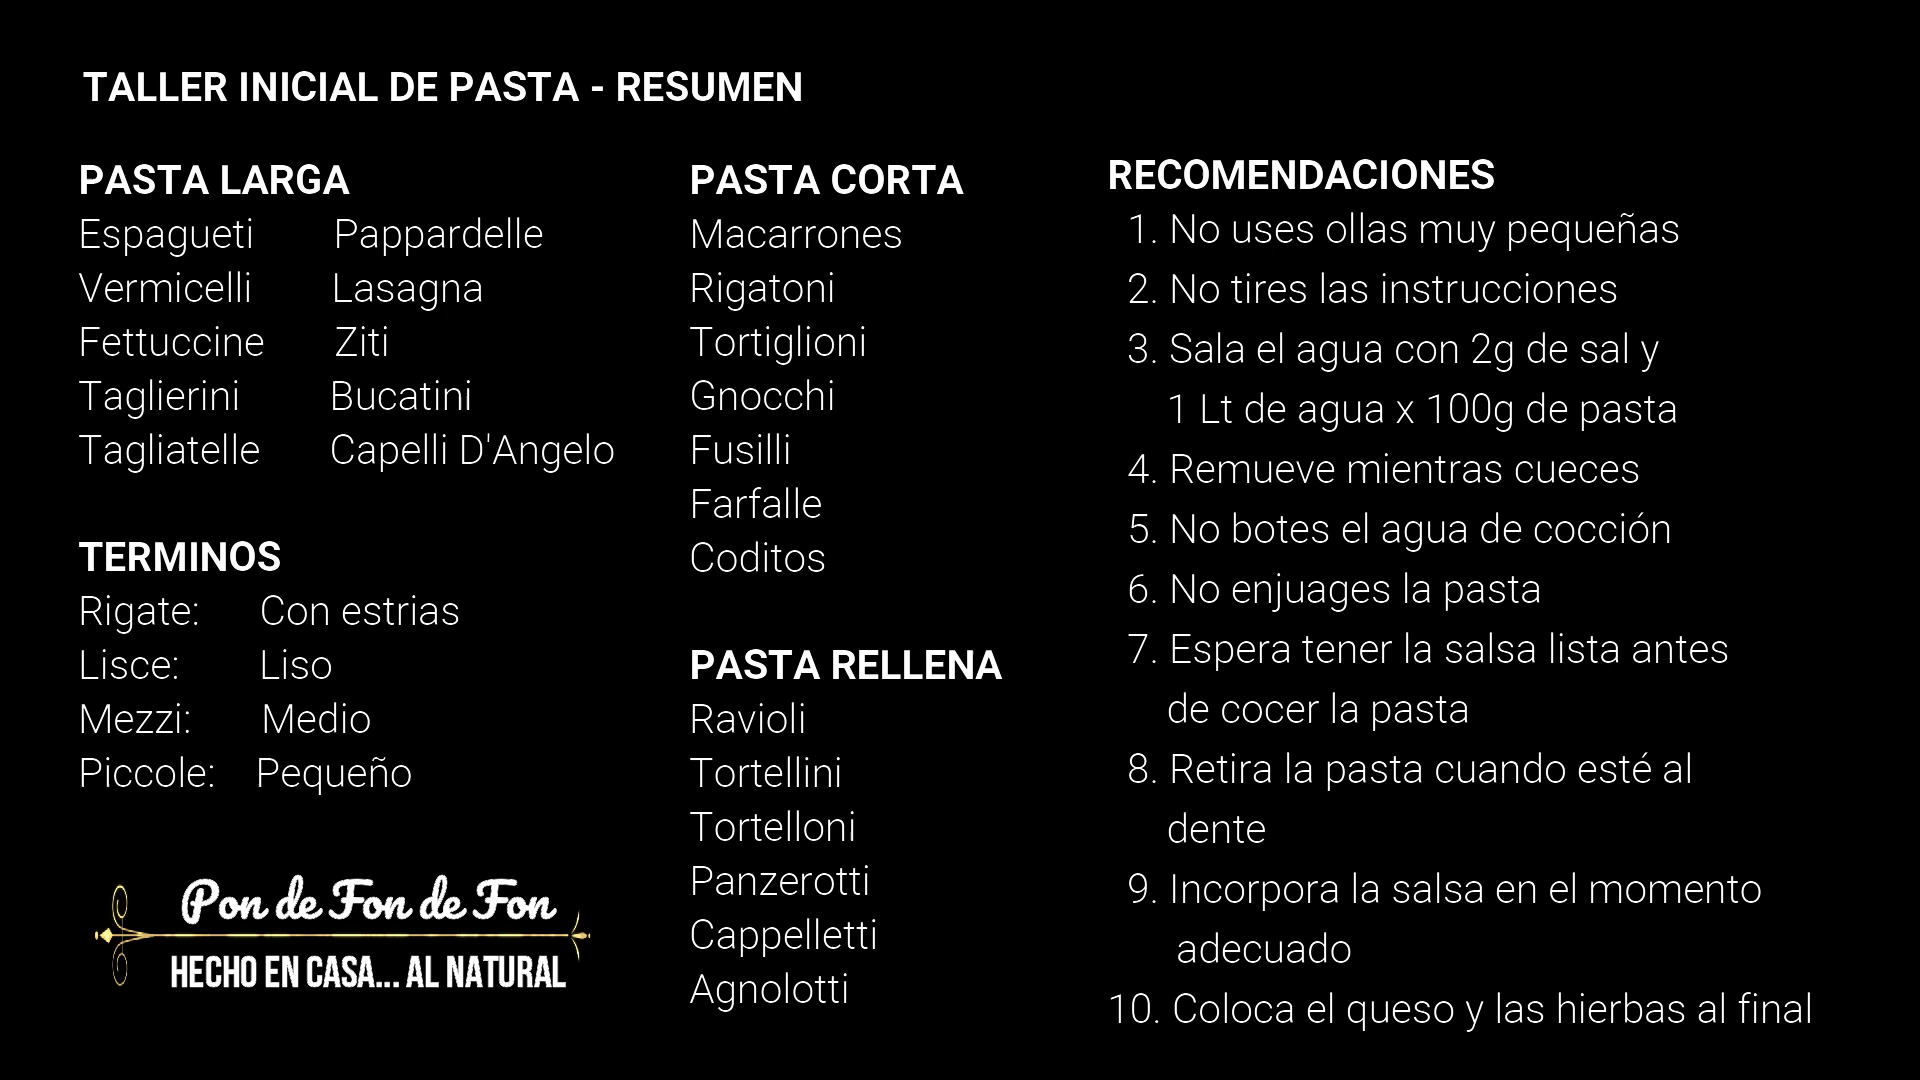 TALLER INICIAL DE PASTA - RESUMEN
PASTA LARGA
Espagueti Pappardelle
Vermicelli Lasagna
Fettuccine Ziti
Taglierini Bucatini
Tagliatelle Capelli D'Angelo
TERMINOS
Rigate: Con estrias
Lisce: Liso
Mezzi: Medio
Piccole: Pequeño
Pon de Fon de Fon
HECHO EN CASA... AL NATURAL
PASTA CORTA
Macarrones
Rigatoni
Tortiglioni
Gnocchi
Fusilli
Farfalle
Coditos
PASTA RELLENA
Ravioli
Tortellini
Tortelloni
Panzerotti
Cappelletti
Agnolotti
RECOMENDACIONES
1. No uses ollas muy pequeñas
2. No tires las instrucciones
3. Sala el agua con 2g de sal y
1 Lt de agua x 100g de pasta
4. Remueve mientras cueces
5. No botes el agua de cocción
6. No enjuages la pasta
7. Espera tener la salsa lista antes
de cocer la pasta
8. Retira la pasta cuando esté al
dente
9. Incorpora la salsa en el momento
adecuado
10. Coloca el queso y las hierbas al final